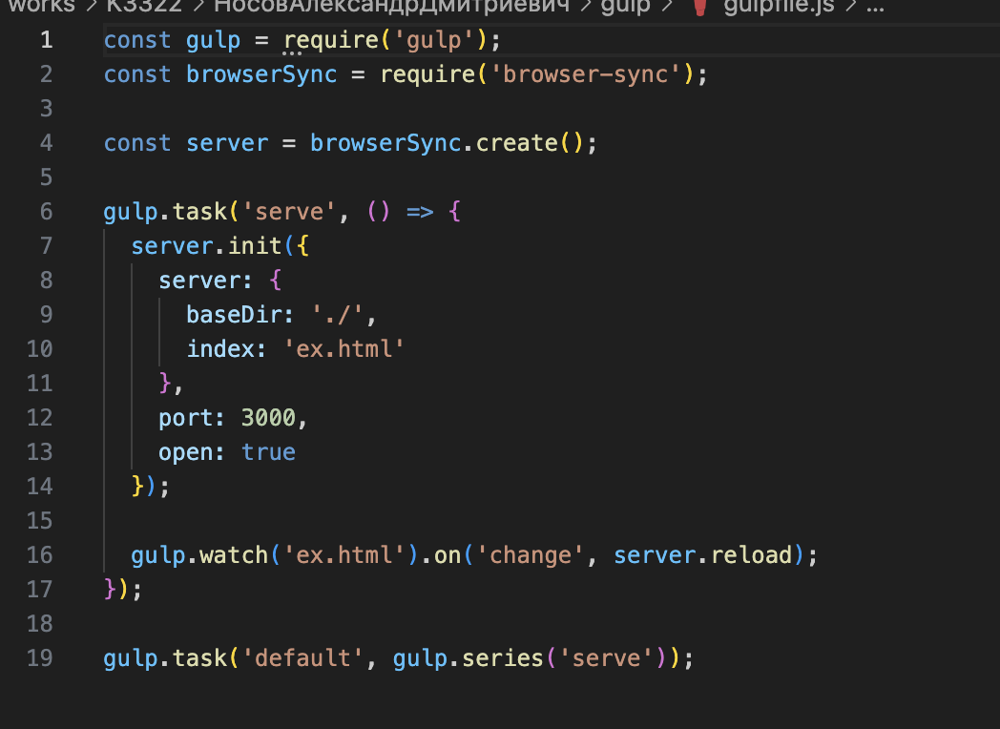 works > K3322 > НосовАлександрДмитриевич > gulp > gulpfile.js > ...
1 const gulp = require('gulp');
2 const browserSync = require('browser-sync');
3
4 const server = browserSync.create();
5
6 gulp.task('serve', () => {
7   server.init({
8     server: {
9       baseDir: './',
10       index: 'ex.html'
11     },
12     port: 3000,
13     open: true
14   });
15
16   gulp.watch('ex.html').on('change', server.reload);
17 });
18
19 gulp.task('default', gulp.series('serve'));